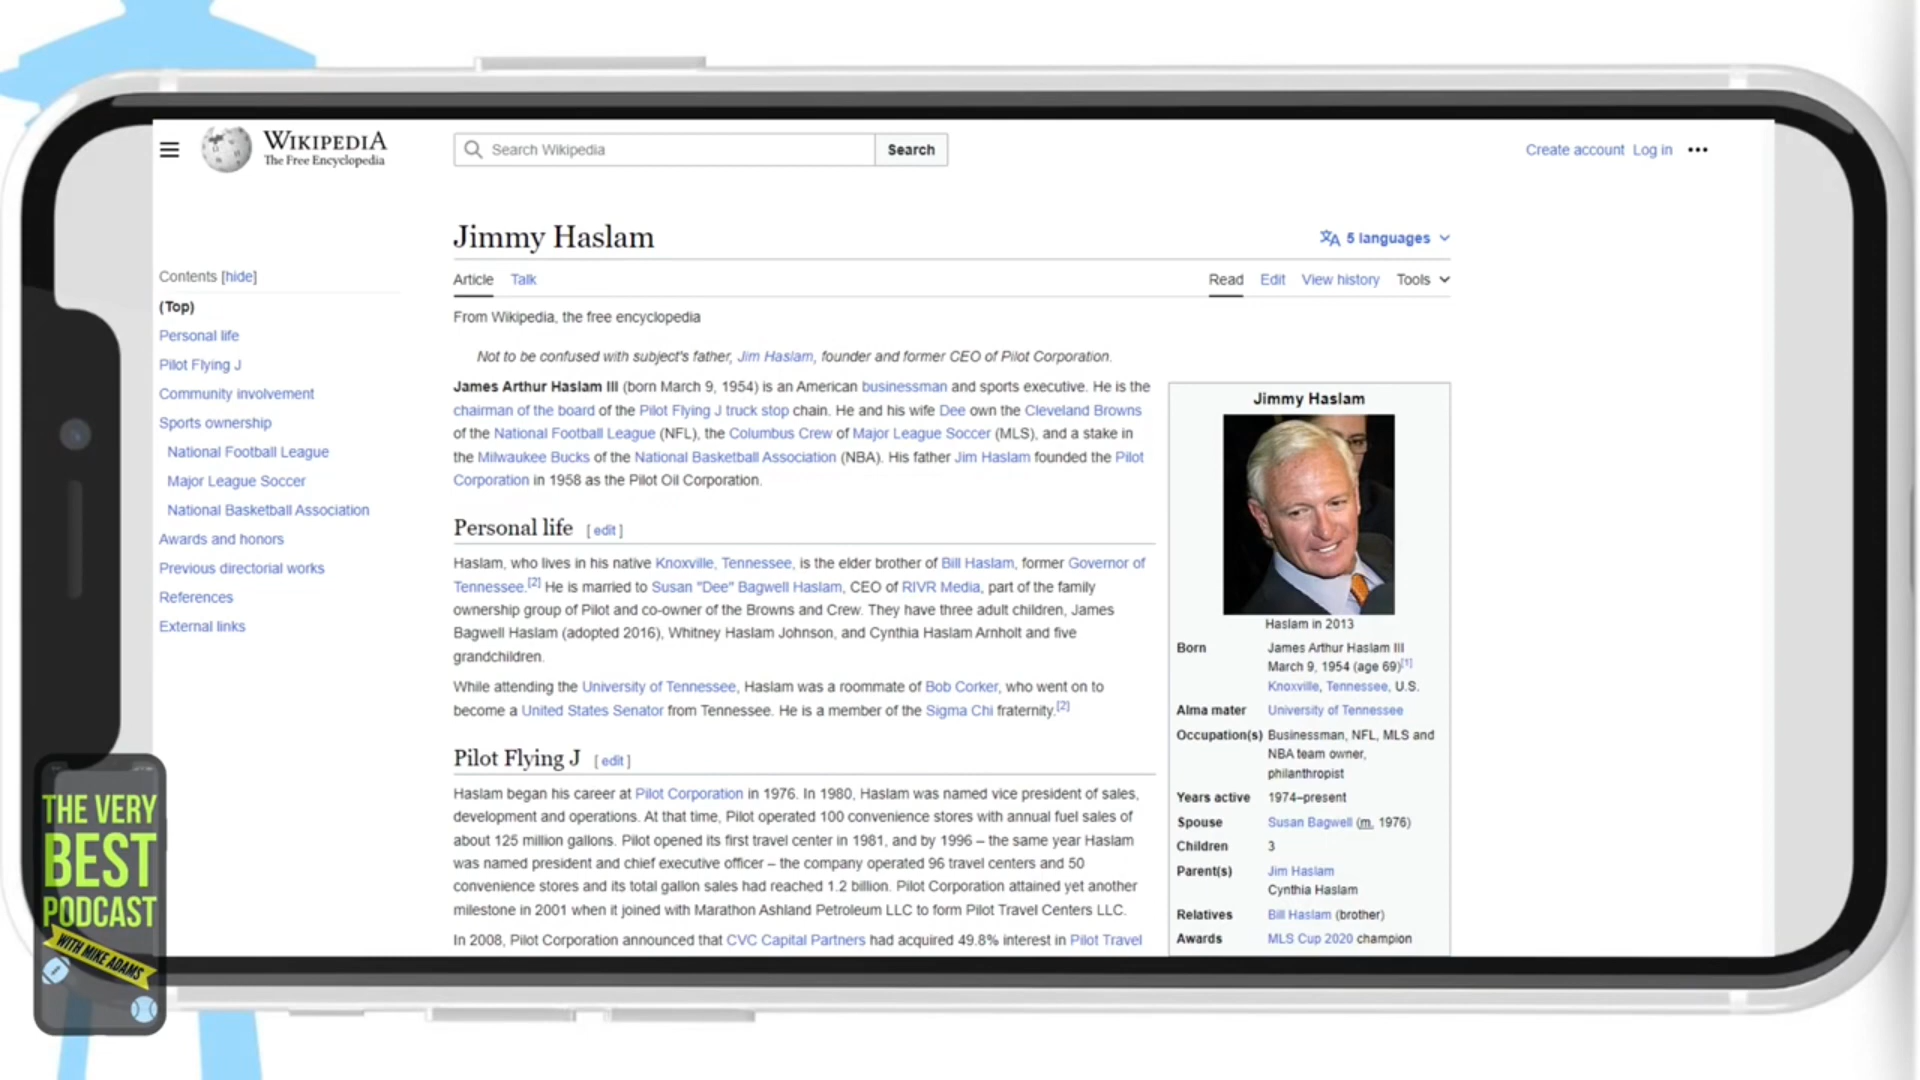 WIKIPEDIA
The Free Encyclopedia
Search Wikipedia
Search
Create account Log in
Jimmy Haslam
5 languages
Article Talk
Read Edit View history Tools
From Wikipedia, the free encyclopedia
Contents [hide]
(Top)
Personal life
Pilot Flying J
Community involvement
Sports ownership
National Football League
Major League Soccer
National Basketball Association
Awards and honors
Previous directorial works
References
External links
Not to be confused with subject's father, Jim Haslam, founder and former CEO of Pilot Corporation.
James Arthur Haslam III (born March 9, 1954) is an American businessman and sports executive. He is the
chairman of the board of the Pilot Flying J truck stop chain. He and his wife Dee own the Cleveland Browns
of the National Football League (NFL), the Columbus Crew of Major League Soccer (MLS), and a stake in
the Milwaukee Bucks of the National Basketball Association (NBA). His father Jim Haslam founded the Pilot
Corporation in 1958 as the Pilot Oil Corporation.
Personal life [ edit ]
Haslam, who lives in his native Knoxville, Tennessee, is the elder brother of Bill Haslam, former Governor of
Tennessee.[2] He is married to Susan "Dee" Bagwell Haslam, CEO of RIVR Media, part of the family
ownership group of Pilot and co-owner of the Browns and Crew. They have three adult children, James
Bagwell Haslam (adopted 2016), Whitney Haslam Johnson, and Cynthia Haslam Arnholt and five
grandchildren.
While attending the University of Tennessee, Haslam was a roommate of Bob Corker, who went on to
become a United States Senator from Tennessee. He is a member of the Sigma Chi fraternity.[2]
Pilot Flying J [ edit ]
Haslam began his career at Pilot Corporation in 1976. In 1980, Haslam was named vice president of sales,
development and operations. At that time, Pilot operated 100 convenience stores with annual fuel sales of
about 125 million gallons. Pilot opened its first travel center in 1981, and by 1996 – the same year Haslam
was named president and chief executive officer – the company operated 96 travel centers and 50
convenience stores and its total gallon sales had reached 1.2 billion. Pilot Corporation attained yet another
milestone in 2001 when it joined with Marathon Ashland Petroleum LLC to form Pilot Travel Centers LLC.
In 2008, Pilot Corporation announced that CVC Capital Partners had acquired 49.8% interest in Pilot Travel
Jimmy Haslam
Haslam in 2013
Born James Arthur Haslam III
March 9, 1954 (age 69)[1]
Knoxville, Tennessee, U.S.
Alma mater University of Tennessee
Occupation(s) Businessman, NFL, MLS and
NBA team owner,
philanthropist
Years active 1974–present
Spouse Susan Bagwell (m. 1976)
Children 3
Parent(s) Jim Haslam
Cynthia Haslam
Relatives Bill Haslam (brother)
Awards MLS Cup 2020 champion
THE VERY
BEST
PODCAST
WITH MIKE ADAMS